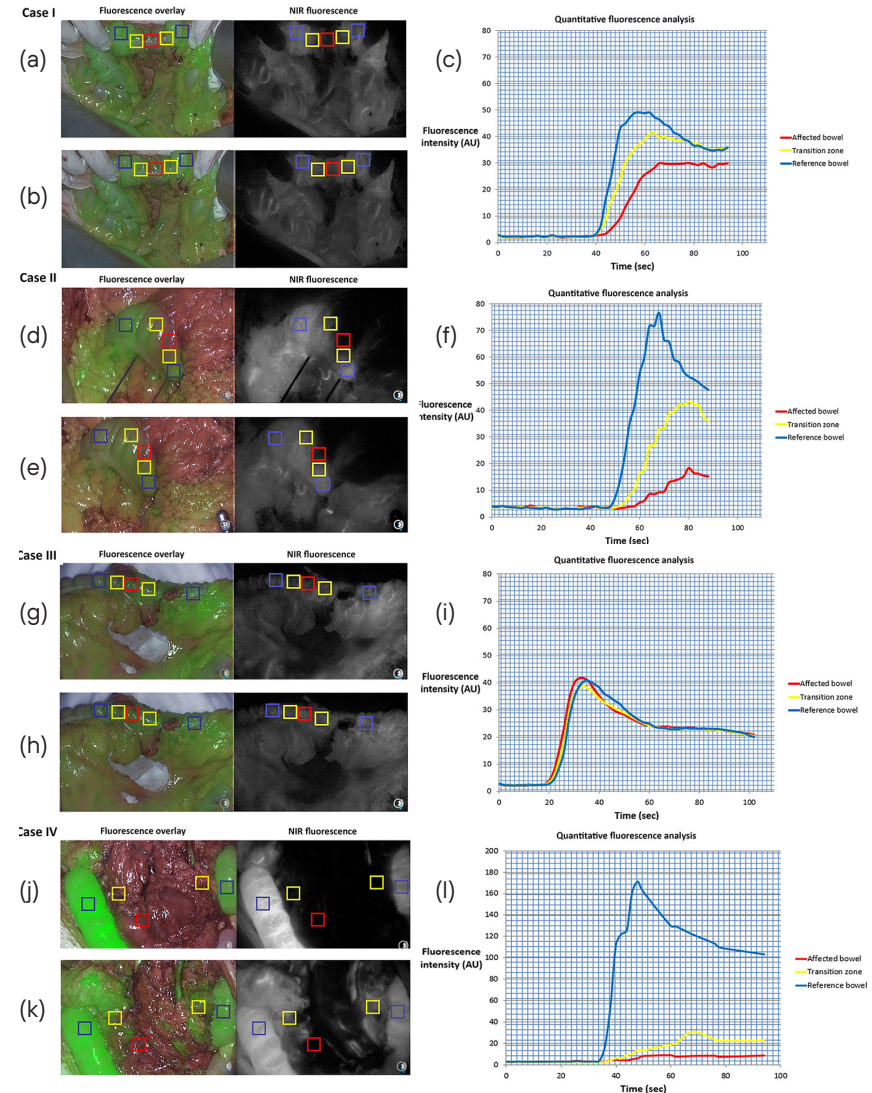 Case I
Fluorescence overlay
NIR fluorescence
(a)
(b)
Quantitative fluorescence analysis
(c)
80
70
60
50
40
30
20
10
0
Fluorescence
intensity (AU)
0 20 40 60 80 100
Time (sec)
Affected bowel
Transition zone
Reference bowel
Case II
Fluorescence overlay
NIR fluorescence
(d)
(e)
Quantitative fluorescence analysis
(f)
80
70
60
50
40
30
20
10
0
Fluorescence
intensity (AU)
0 20 40 60 80 100
Time (sec)
Affected bowel
Transition zone
Reference bowel
Case III
Fluorescence overlay
NIR fluorescence
(g)
(h)
Quantitative fluorescence analysis
(i)
80
70
60
50
40
30
20
10
0
Fluorescence
intensity (AU)
0 20 40 60 80 100
Time (sec)
Affected bowel
Transition zone
Reference bowel
Case IV
Fluorescence overlay
NIR fluorescence
(j)
(k)
Quantitative fluorescence analysis
(l)
200
180
160
140
120
100
80
60
40
20
0
Fluorescence
intensity (AU)
0 20 40 60 80 100
Time (sec)
Affected bowel
Transition zone
Reference bowel